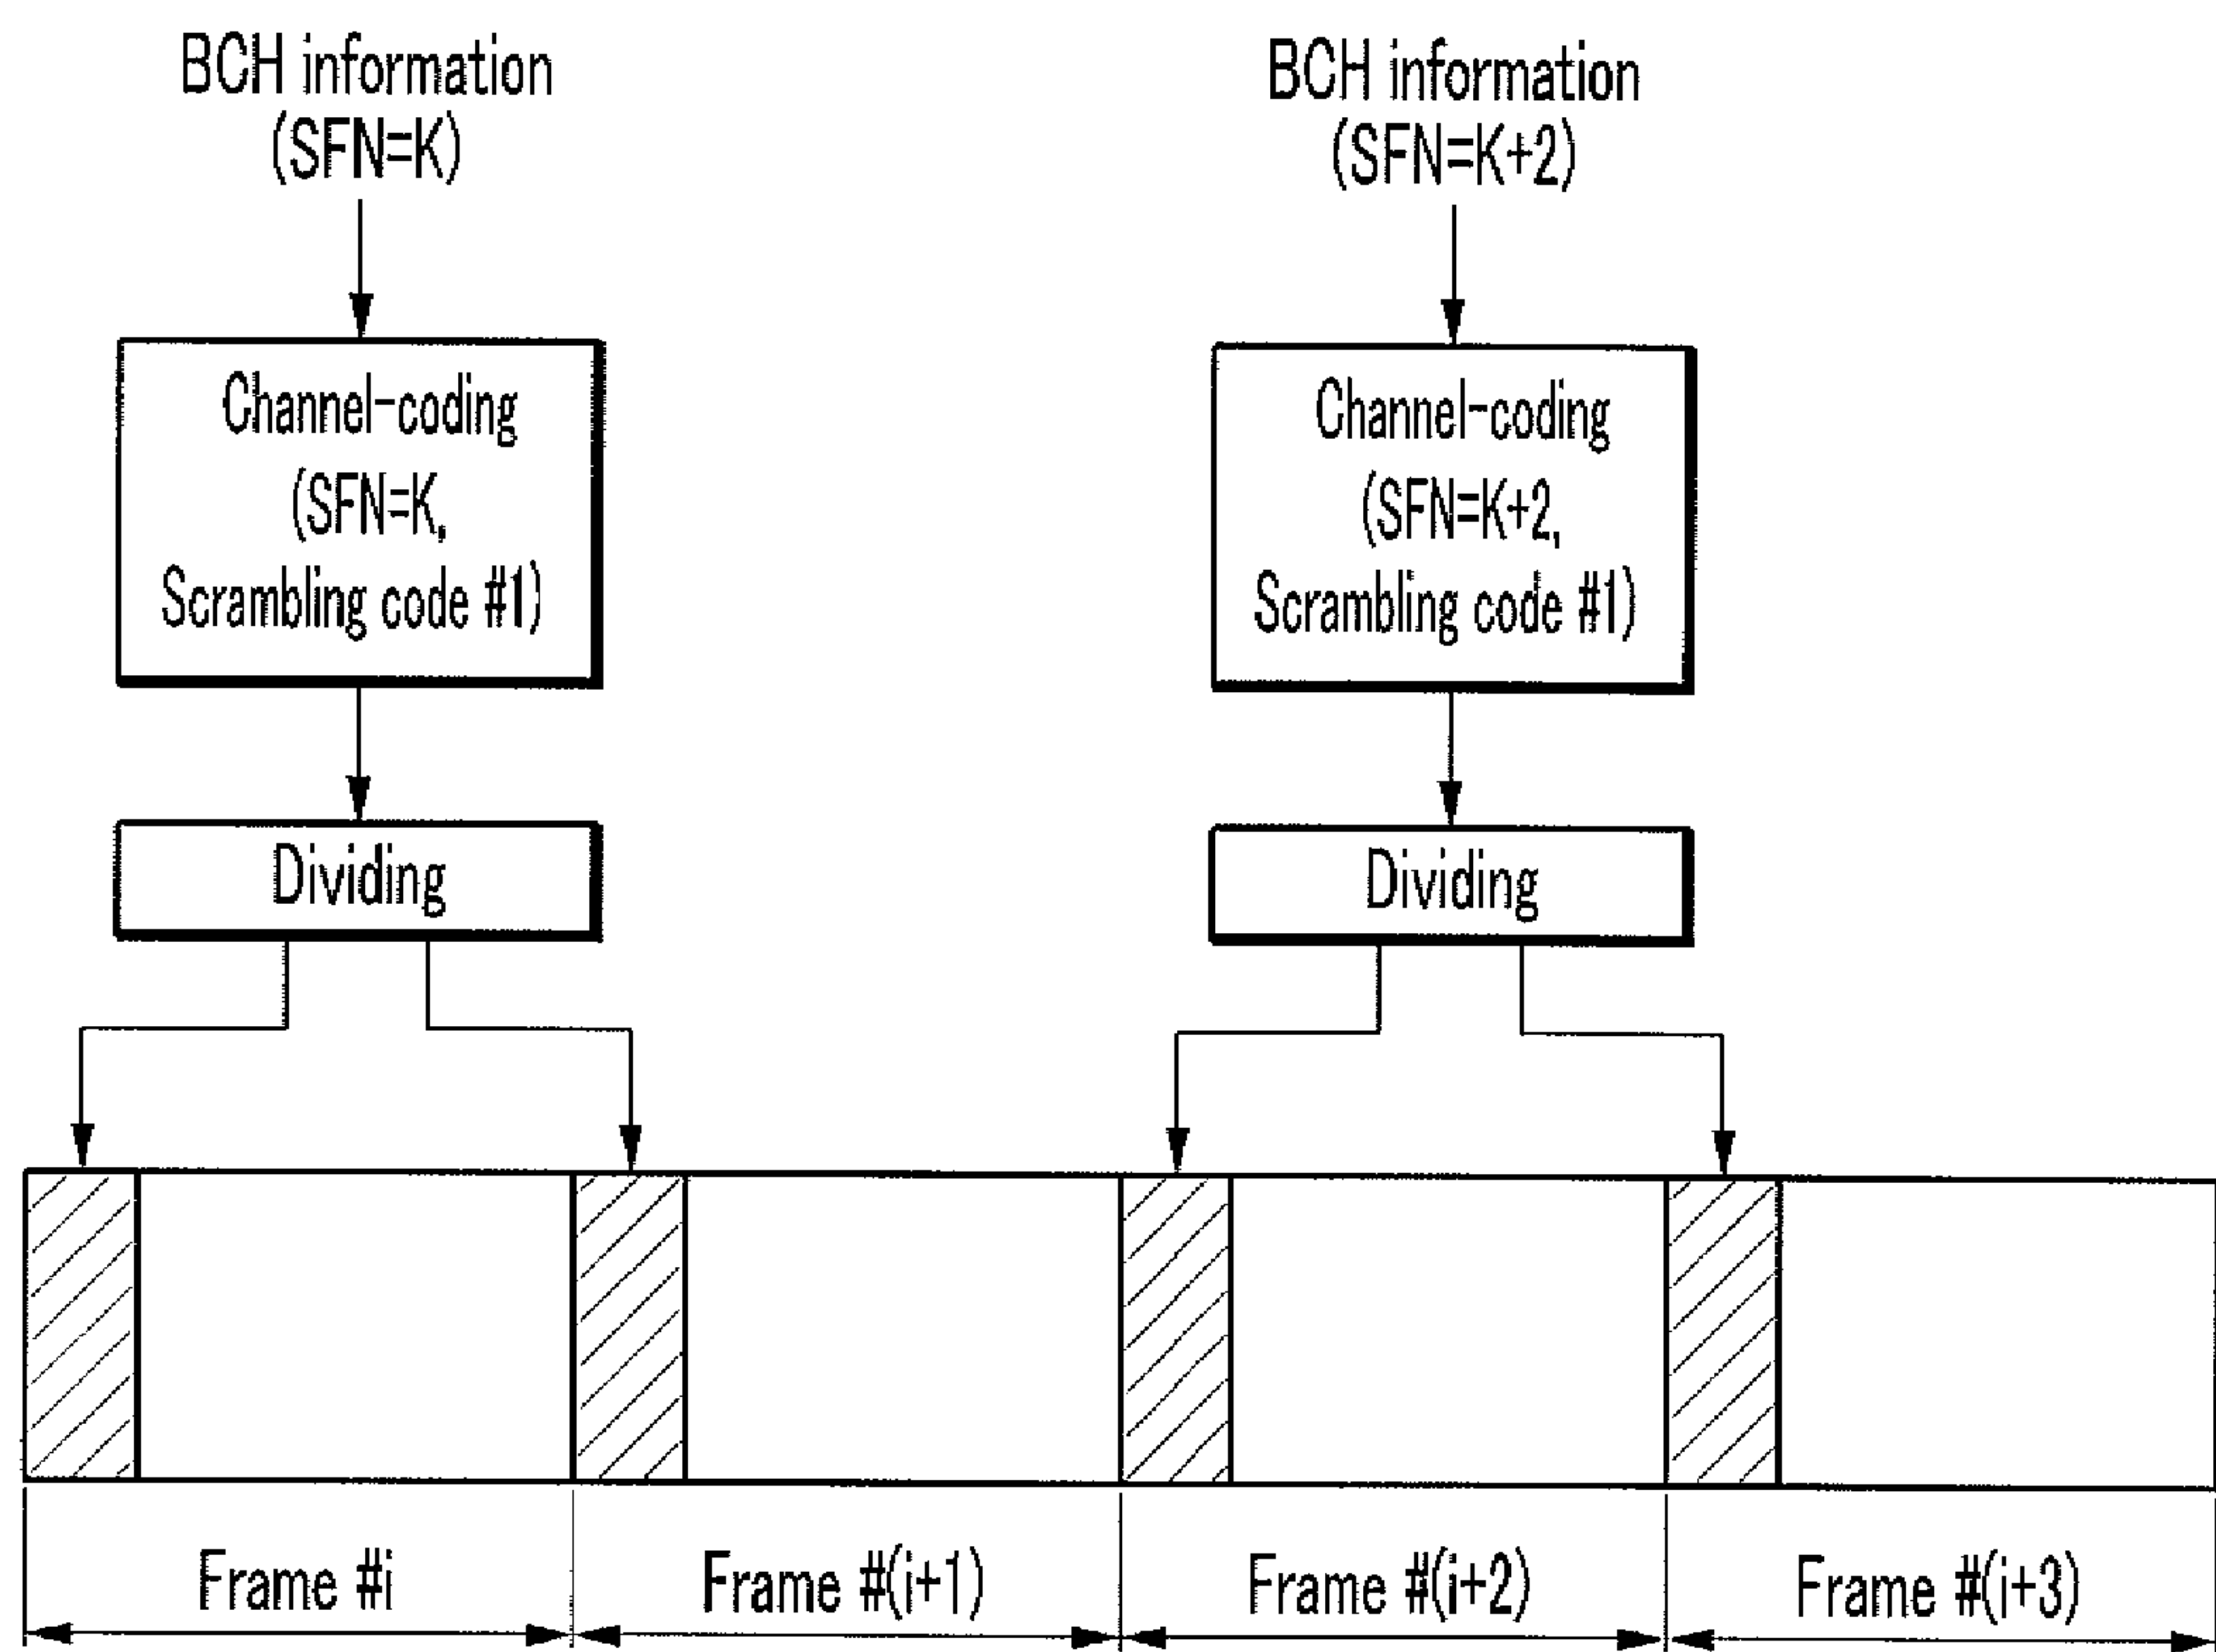 BCH information
(SFN=K)
BCH information
(SFN=K+2)
Channel-coding
(SFN=K,
Scrambling code #1)
Channel-coding
(SFN=K+2,
Scrambling code #1)
Dividing
Dividing
Frame #i
Frame #(i+1)
Frame #(i+2)
Frame #(i+3)